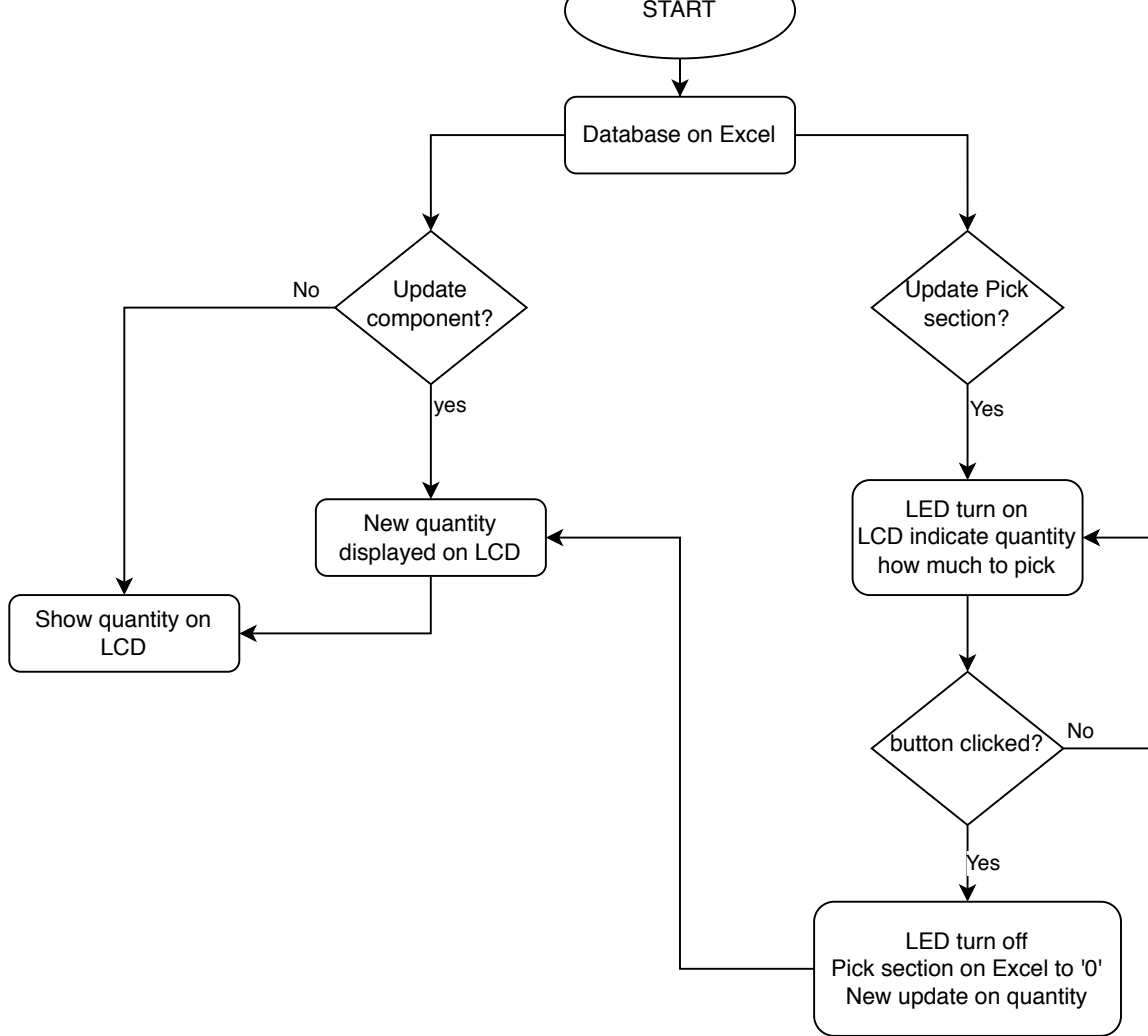 START
Database on Excel
No
Update
component?
Update Pick
section?
yes
Yes
New quantity
displayed on LCD
LED turn on
LCD indicate quantity
how much to pick
Show quantity on
LCD
button clicked?
No
Yes
LED turn off
Pick section on Excel to '0'
New update on quantity